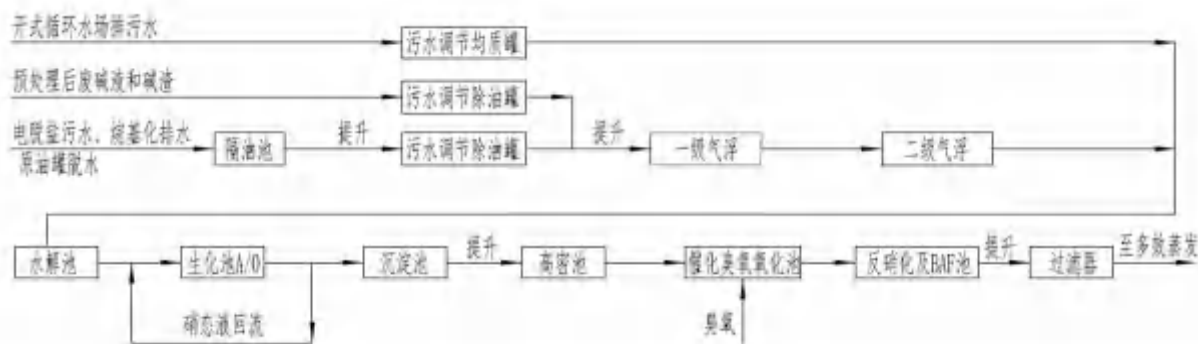 开式循环水场排污水
污水调节均质罐
预处理后废碱液和碱渣
污水调节除油罐
电脱盐污水、烷基化排水
原油罐脱水
隔油池
提升
污水调节除油罐
提升
一级气浮
二级气浮
水解池
生化池A/O
沉淀池
提升
高密池
催化臭氧氧化池
反硝化及BAF池
提升
过滤器
至多效蒸发
硝态液回流
臭氧